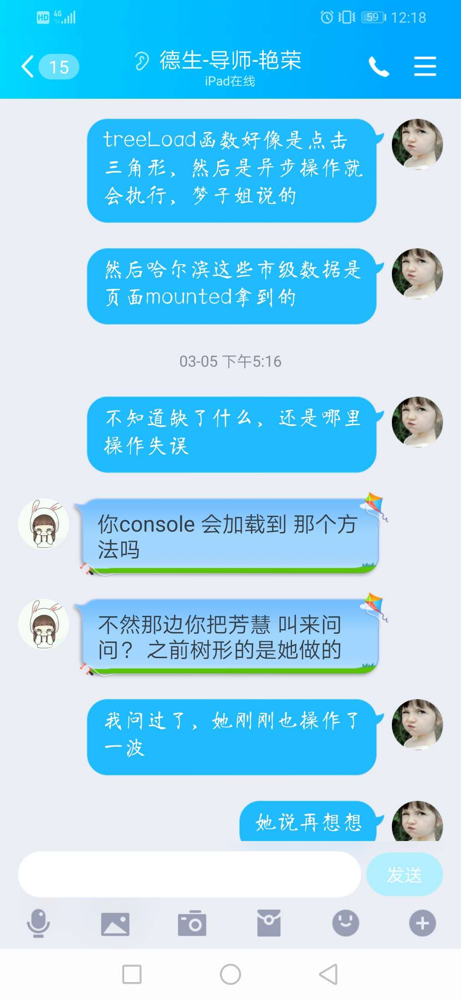 HD 4G 59 12:18
15 德生-导师-艳荣
iPad在线
treeLoad函数好像是点击
三角形，然后是异步操作就
会执行，梦子姐说的
然后哈尔滨这些市级数据是
页面mounted拿到的
03-05 下午5:16
不知道缺了什么，还是哪里
操作失误
你console 会加载到 那个方
法吗
不然那边你把芳慧 叫来问
问？ 之前树形的是她做的
我问过了，她刚刚也操作了
一波
她说再想想
发送